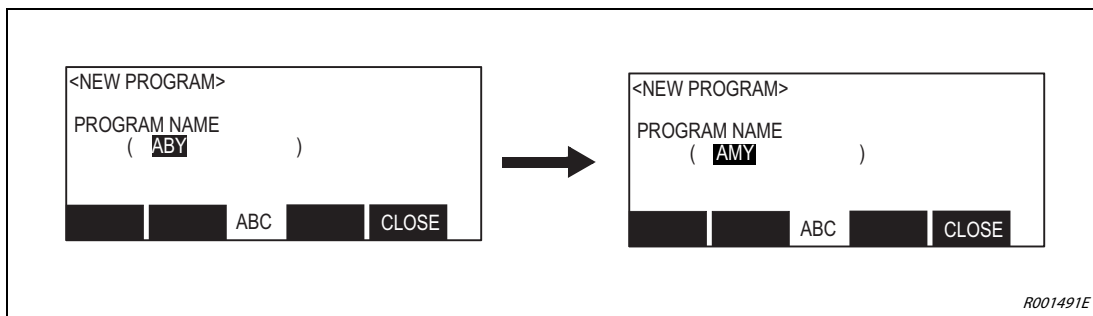 <NEW PROGRAM>
PROGRAM NAME
( ABY )
ABC CLOSE
<NEW PROGRAM>
PROGRAM NAME
( AMY )
ABC CLOSE
R001491E